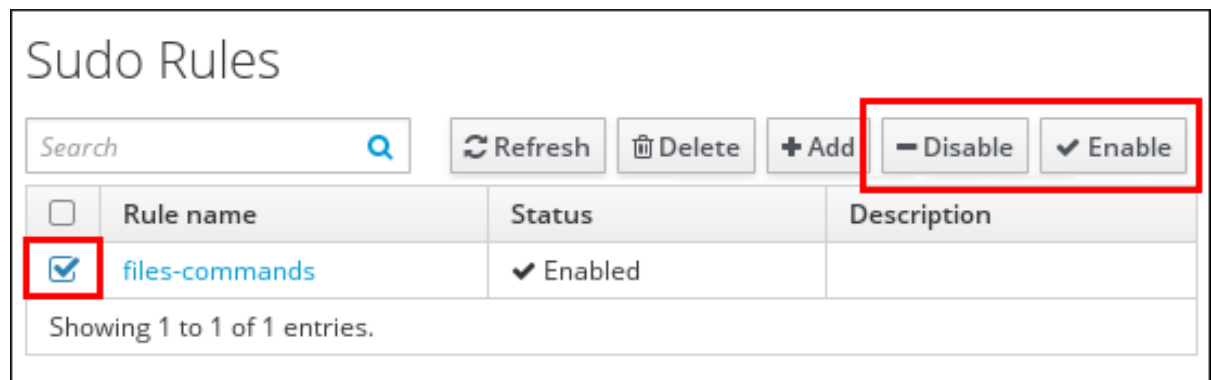 Sudo Rules
Search Refresh Delete Add Disable Enable
Rule name Status Description
files-commands Enabled
Showing 1 to 1 of 1 entries.